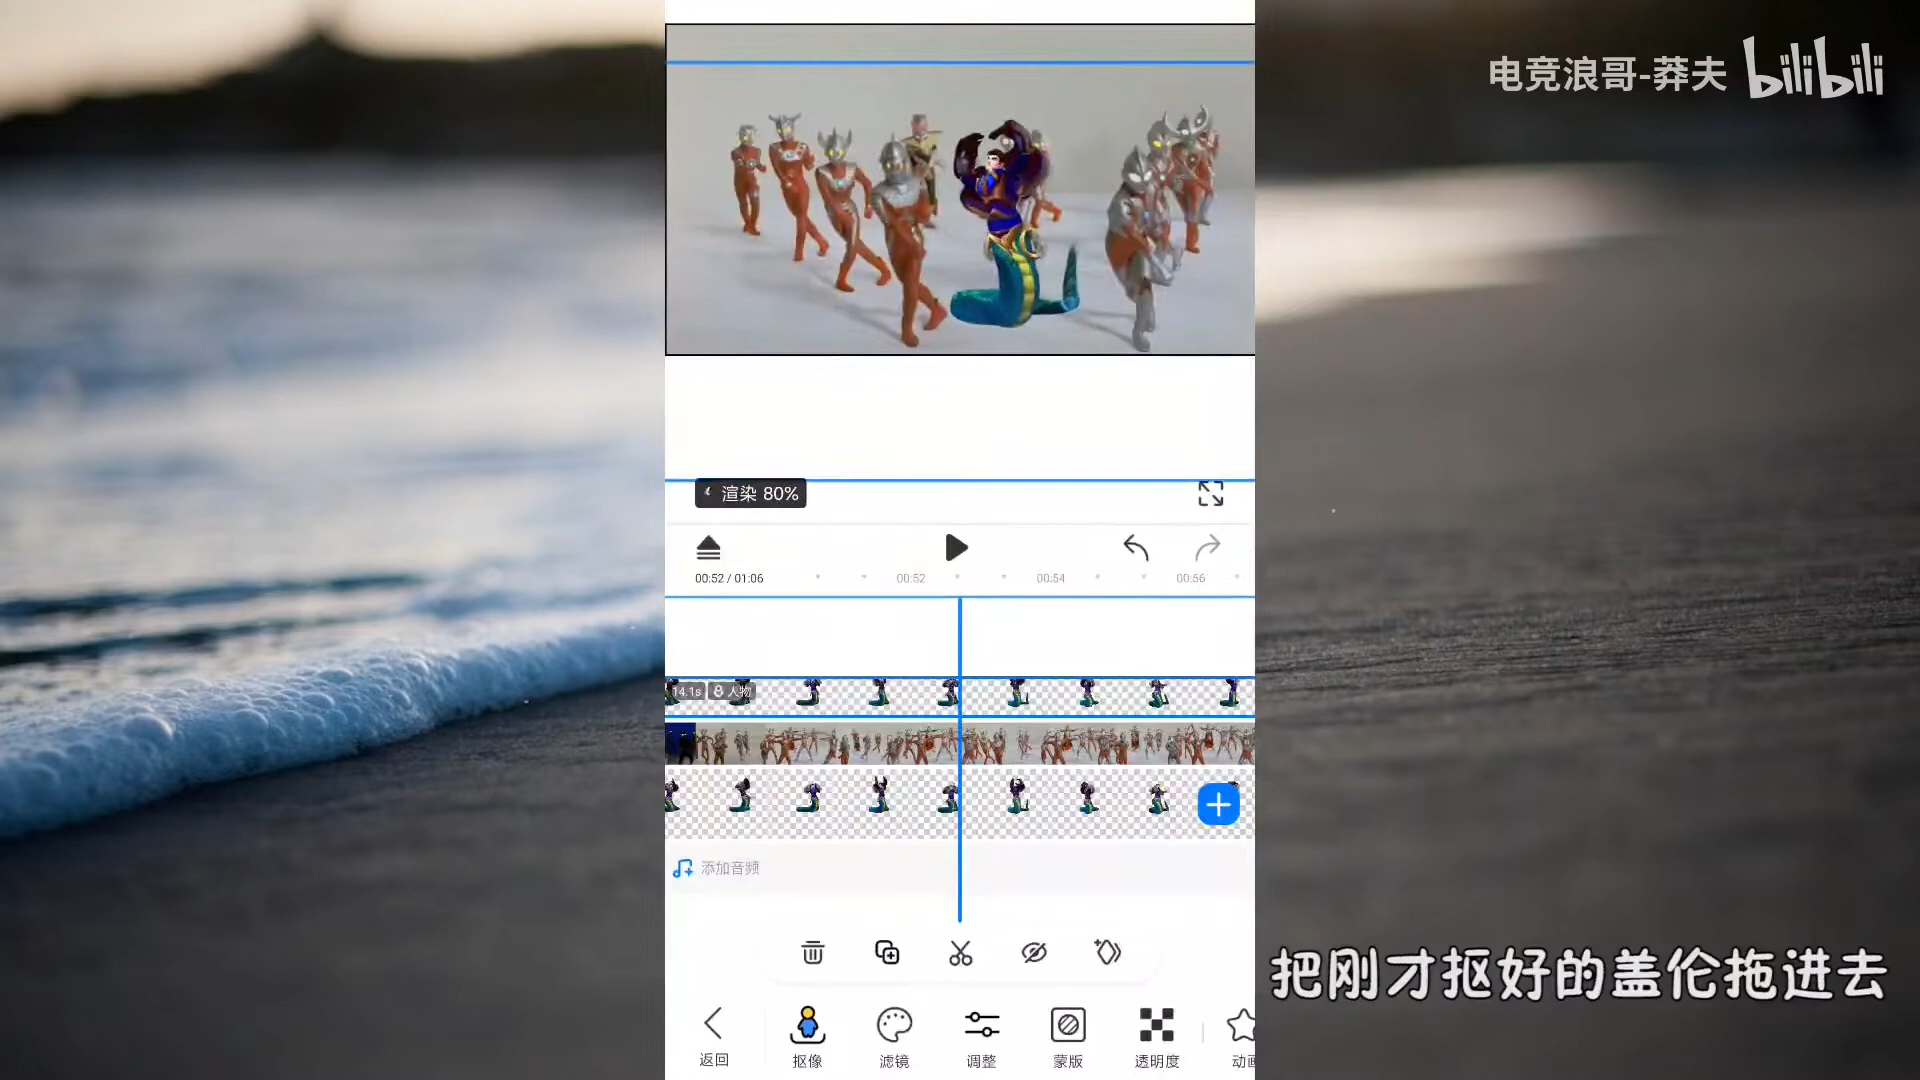 电竞浪哥-莽夫 bilibili
渲染 80%
00:52 / 01:06
00:52
00:54
00:56
14.1s 人物
添加音频
把刚才抠好的盖伦拖进去
返回
抠像
滤镜
调整
蒙版
透明度
动画